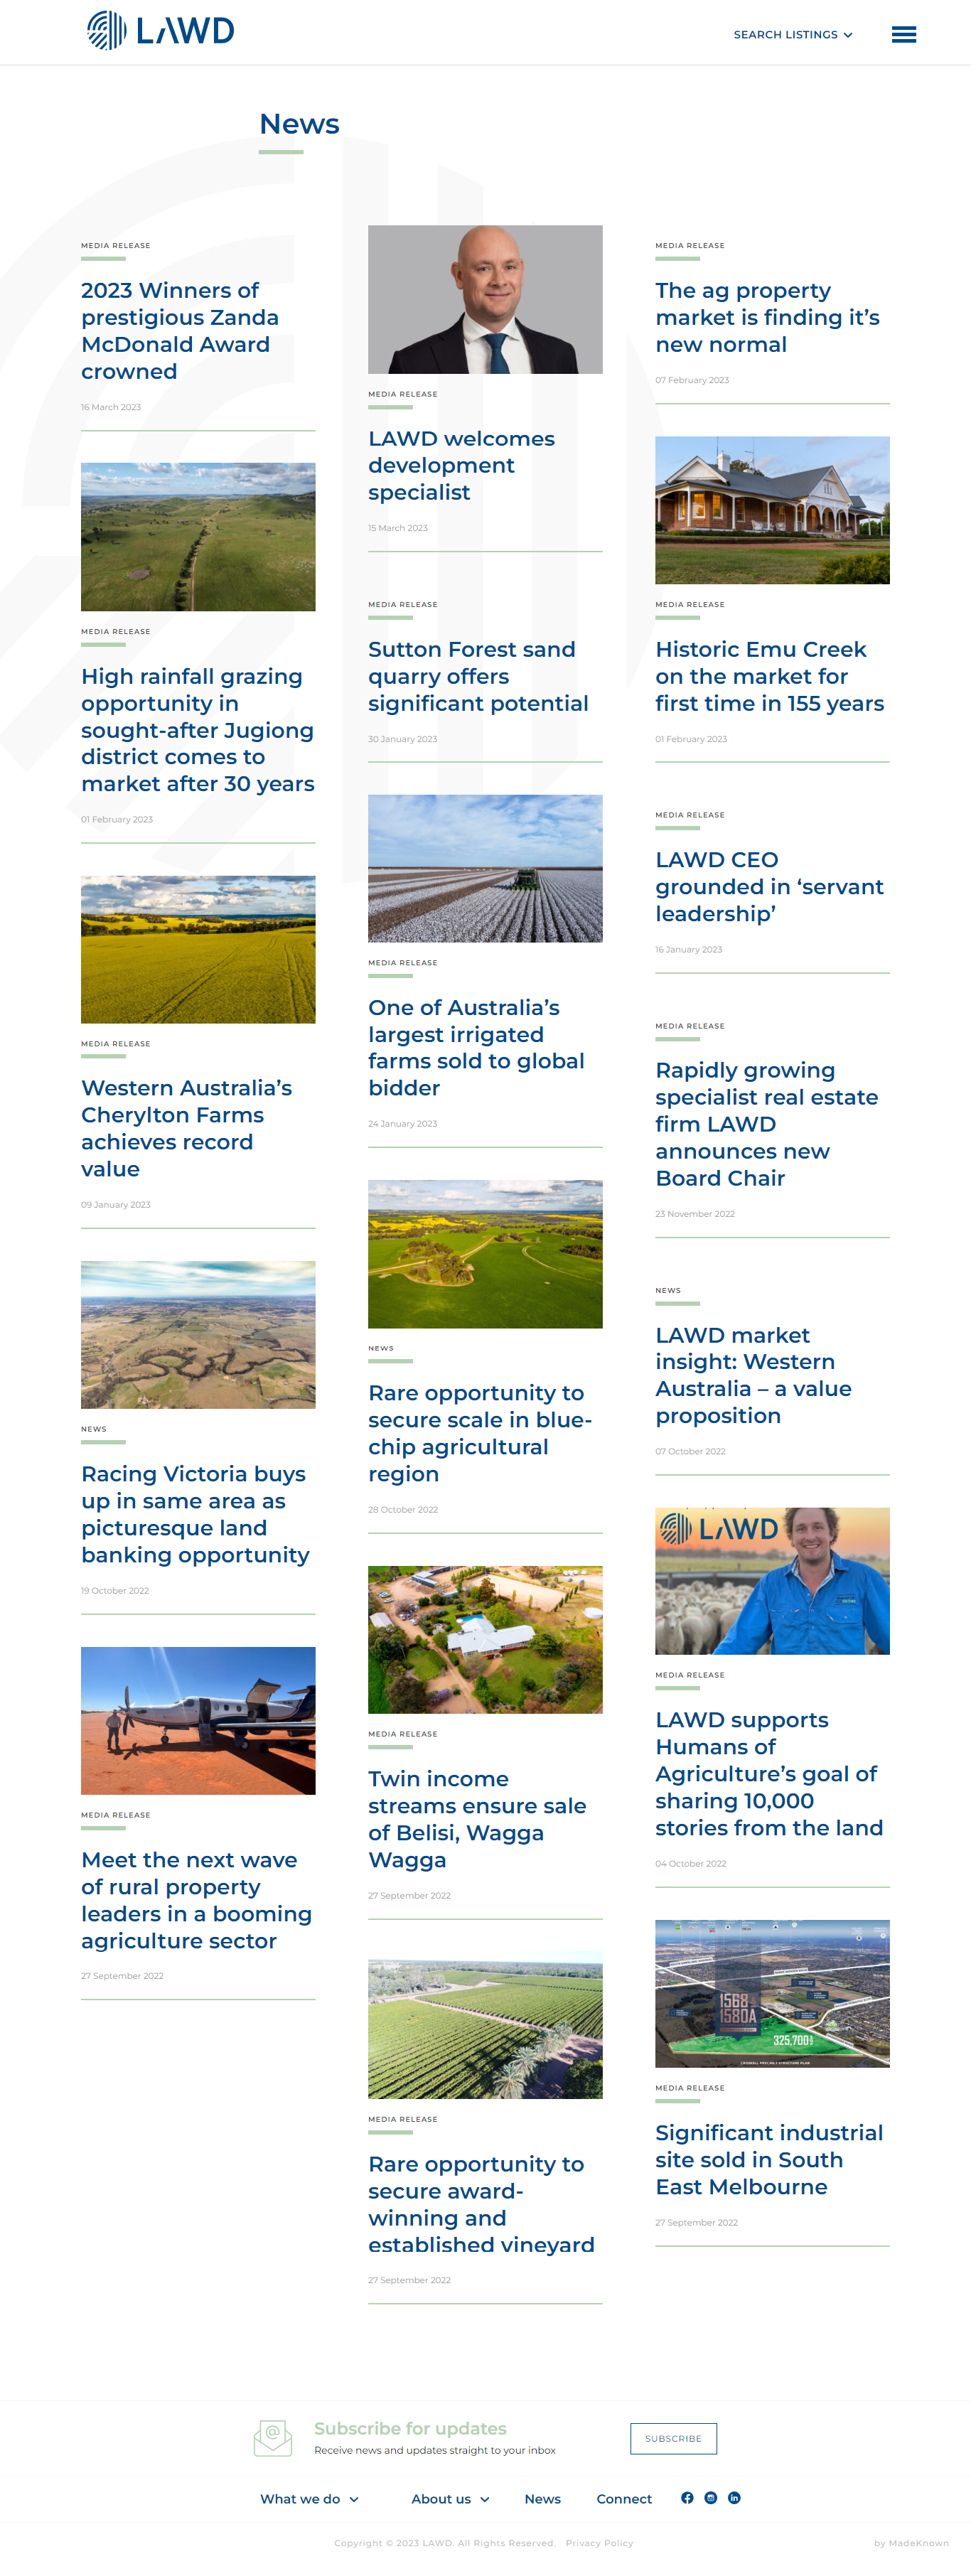 LAWD
SEARCH LISTINGS
News
MEDIA RELEASE
2023 Winners of
prestigious Zanda
McDonald Award
crowned
16 March 2023
MEDIA RELEASE
High rainfall grazing
opportunity in
sought-after Jugiong
district comes to
market after 30 years
01 February 2023
MEDIA RELEASE
Western Australia’s
Cherylton Farms
achieves record
value
09 January 2023
NEWS
Racing Victoria buys
up in same area as
picturesque land
banking opportunity
19 October 2022
MEDIA RELEASE
Meet the next wave
of rural property
leaders in a booming
agriculture sector
27 September 2022
MEDIA RELEASE
LAWD welcomes
development
specialist
15 March 2023
MEDIA RELEASE
Sutton Forest sand
quarry offers
significant potential
30 January 2023
MEDIA RELEASE
One of Australia’s
largest irrigated
farms sold to global
bidder
24 January 2023
NEWS
Rare opportunity to
secure scale in blue-
chip agricultural
region
28 October 2022
MEDIA RELEASE
Twin income
streams ensure sale
of Belisi, Wagga
Wagga
27 September 2022
MEDIA RELEASE
Rare opportunity to
secure award-
winning and
established vineyard
27 September 2022
MEDIA RELEASE
The ag property
market is finding it’s
new normal
07 February 2023
MEDIA RELEASE
Historic Emu Creek
on the market for
first time in 155 years
01 February 2023
MEDIA RELEASE
LAWD CEO
grounded in ‘servant
leadership’
16 January 2023
MEDIA RELEASE
Rapidly growing
specialist real estate
firm LAWD
announces new
Board Chair
23 November 2022
NEWS
LAWD market
insight: Western
Australia – a value
proposition
07 October 2022
LAWD
MEDIA RELEASE
LAWD supports
Humans of
Agriculture’s goal of
sharing 10,000
stories from the land
04 October 2022
1568
1580A
325,700
MEDIA RELEASE
Significant industrial
site sold in South
East Melbourne
27 September 2022
Subscribe for updates
Receive news and updates straight to your inbox
SUBSCRIBE
What we do
About us
News
Connect
Copyright © 2023 LAWD. All Rights Reserved. Privacy Policy
by MadeKnown